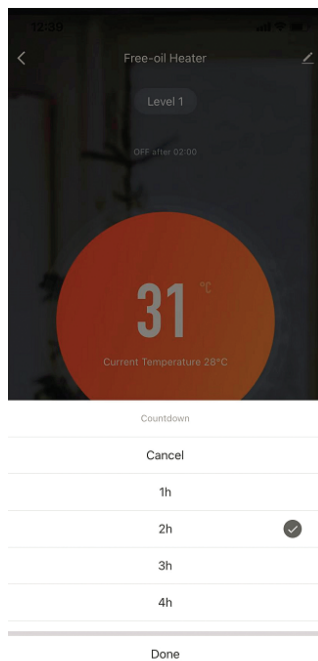 12:39
Free-oil Heater
Level 1
OFF after 02:00
31 °C
Current Temperature 28°C
Countdown
Cancel
1h
2h
3h
4h
Done